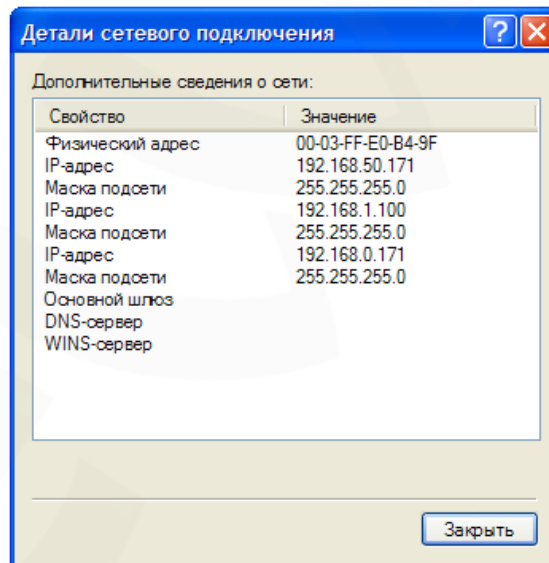 Детали сетевого подключения
Дополнительные сведения о сети:
Свойство Значение
Физический адрес 00-03-FF-E0-B4-9F
IP-адрес 192.168.50.171
Маска подсети 255.255.255.0
IP-адрес 192.168.1.100
Маска подсети 255.255.255.0
IP-адрес 192.168.0.171
Маска подсети 255.255.255.0
Основной шлюз
DNS-сервер
WINS-сервер
Закрыть